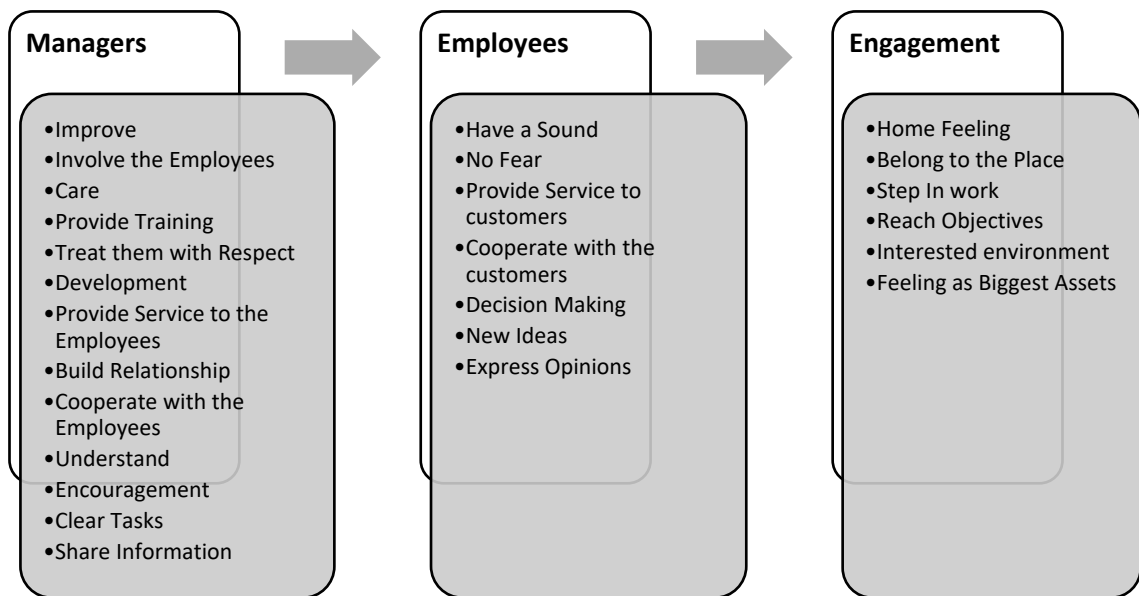 Managers
•Improve
•Involve the Employees
•Care
•Provide Training
•Treat them with Respect
•Development
•Provide Service to the
Employees
•Build Relationship
•Cooperate with the
Employees
•Understand
•Encouragement
•Clear Tasks
•Share Information
Employees
•Have a Sound
•No Fear
•Provide Service to
customers
•Cooperate with the
customers
•Decision Making
•New Ideas
•Express Opinions
Engagement
•Home Feeling
•Belong to the Place
•Step In work
•Reach Objectives
•Interested environment
•Feeling as Biggest Assets